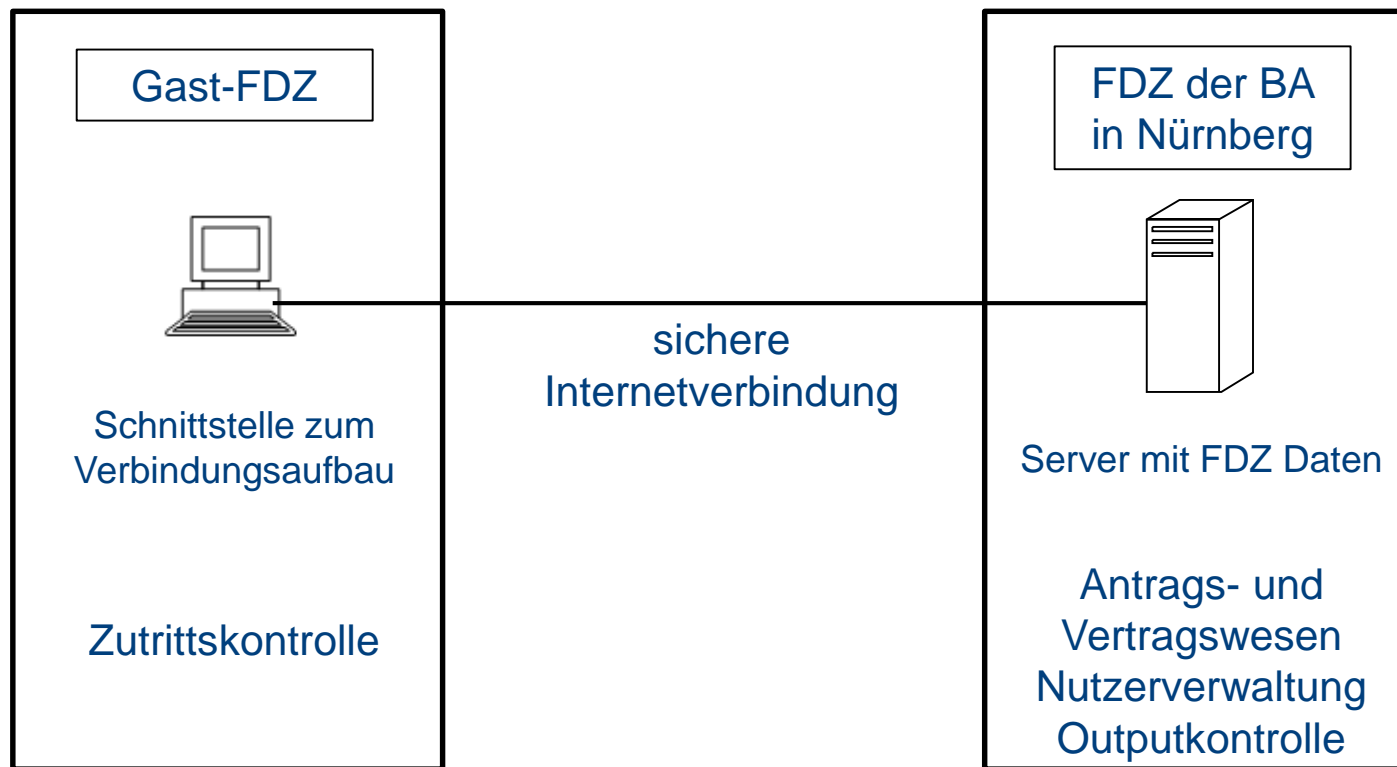 Gast-FDZ
Schnittstelle zum
Verbindungsaufbau
Zutrittskontrolle
sichere
Internetverbindung
FDZ der BA
in Nürnberg
Server mit FDZ Daten
Antrags- und
Vertragswesen
Nutzerverwaltung
Outputkontrolle